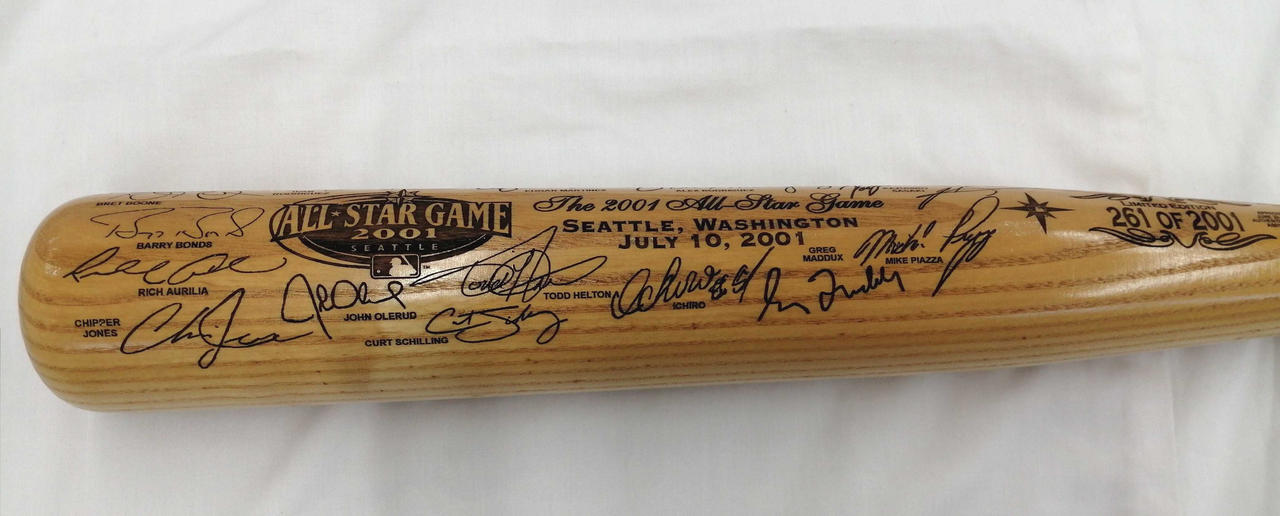 BRET BOONE
EDGAR MARTINEZ
ALEX RODRIGUEZ
BARRY BONDS
RICH AURILIA
CHIPPER
JONES
ALL-STAR GAME
2001
SEATTLE
TM
JOHN OLERUD
CURT SCHILLING
TODD HELTON
The 2001 All-Star Game
SEATTLE, WASHINGTON
JULY 10, 2001
ICHIRO
GREG
MADDUX
MIKE PIAZZA
LIMITED EDITION
261 OF 2001